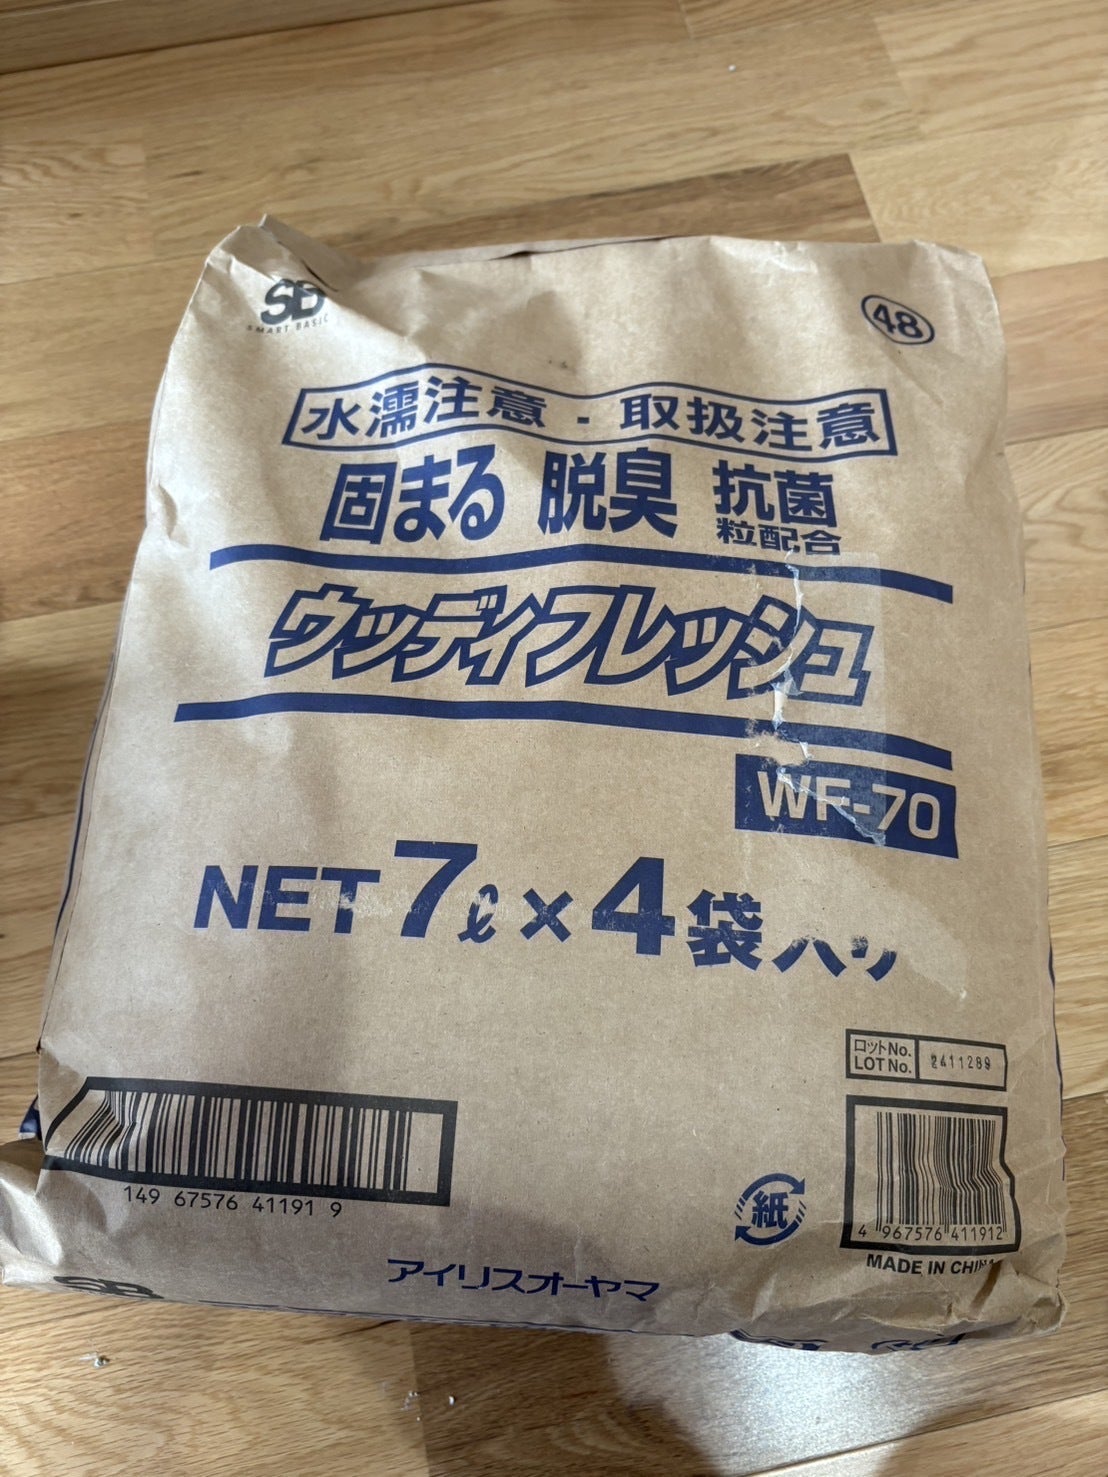 SB
SMART BASIC
48
水濡注意 - 取扱注意
固まる 脱臭 抗菌
粒配合
ウッディフレッシュ
WF-70
NET 7ℓ × 4袋入り
ロットNo.
LOT No. 2411289
149 67576 41191 9
紙
4 967576 411912
MADE IN CHINA
アイリスオーヤマ